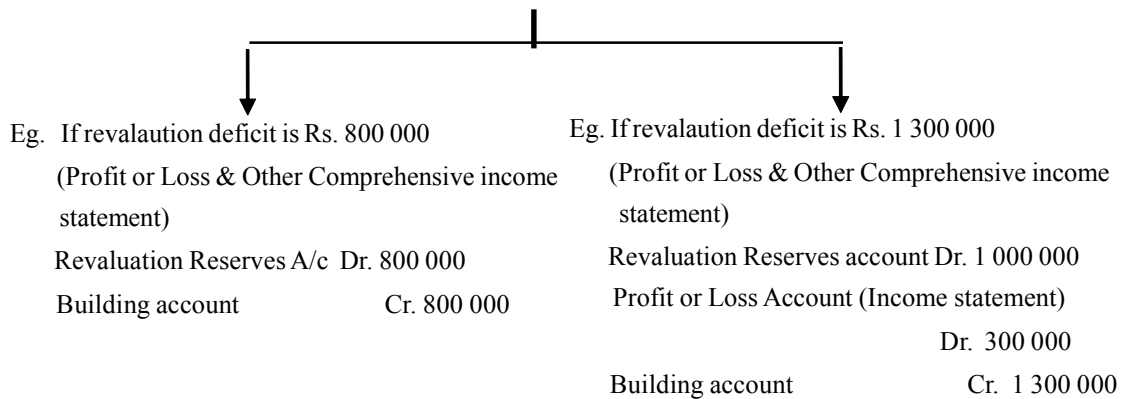 Eg. If revalaution deficit is Rs. 800 000
(Profit or Loss & Other Comprehensive income
statement)
Revaluation Reserves A/c Dr. 800 000
Building account Cr. 800 000
Eg. If revalaution deficit is Rs. 1 300 000
(Profit or Loss & Other Comprehensive income
statement)
Revaluation Reserves account Dr. 1 000 000
Profit or Loss Account (Income statement)
Dr. 300 000
Building account Cr. 1 300 000